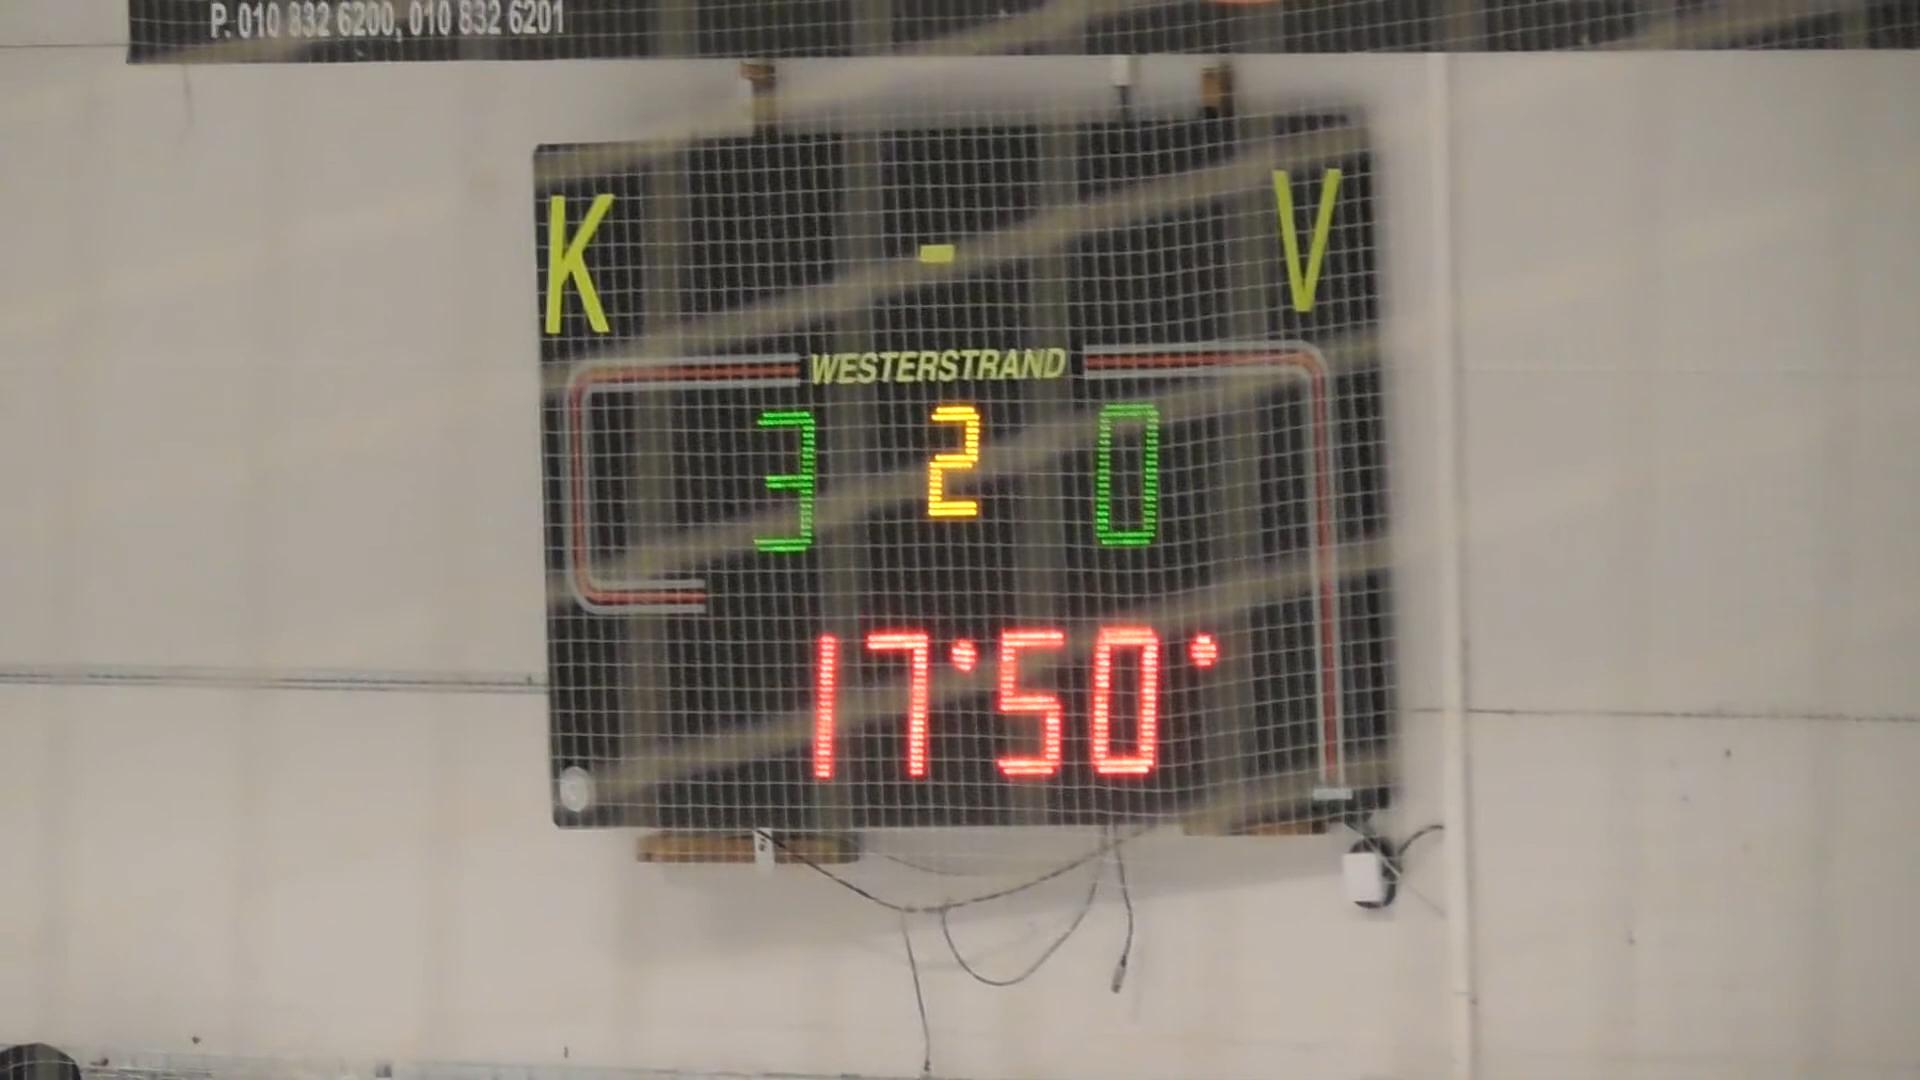 P. 010 832 6200, 010 832 6201
K - V
WESTERSTRAND
3 2 0
17:50